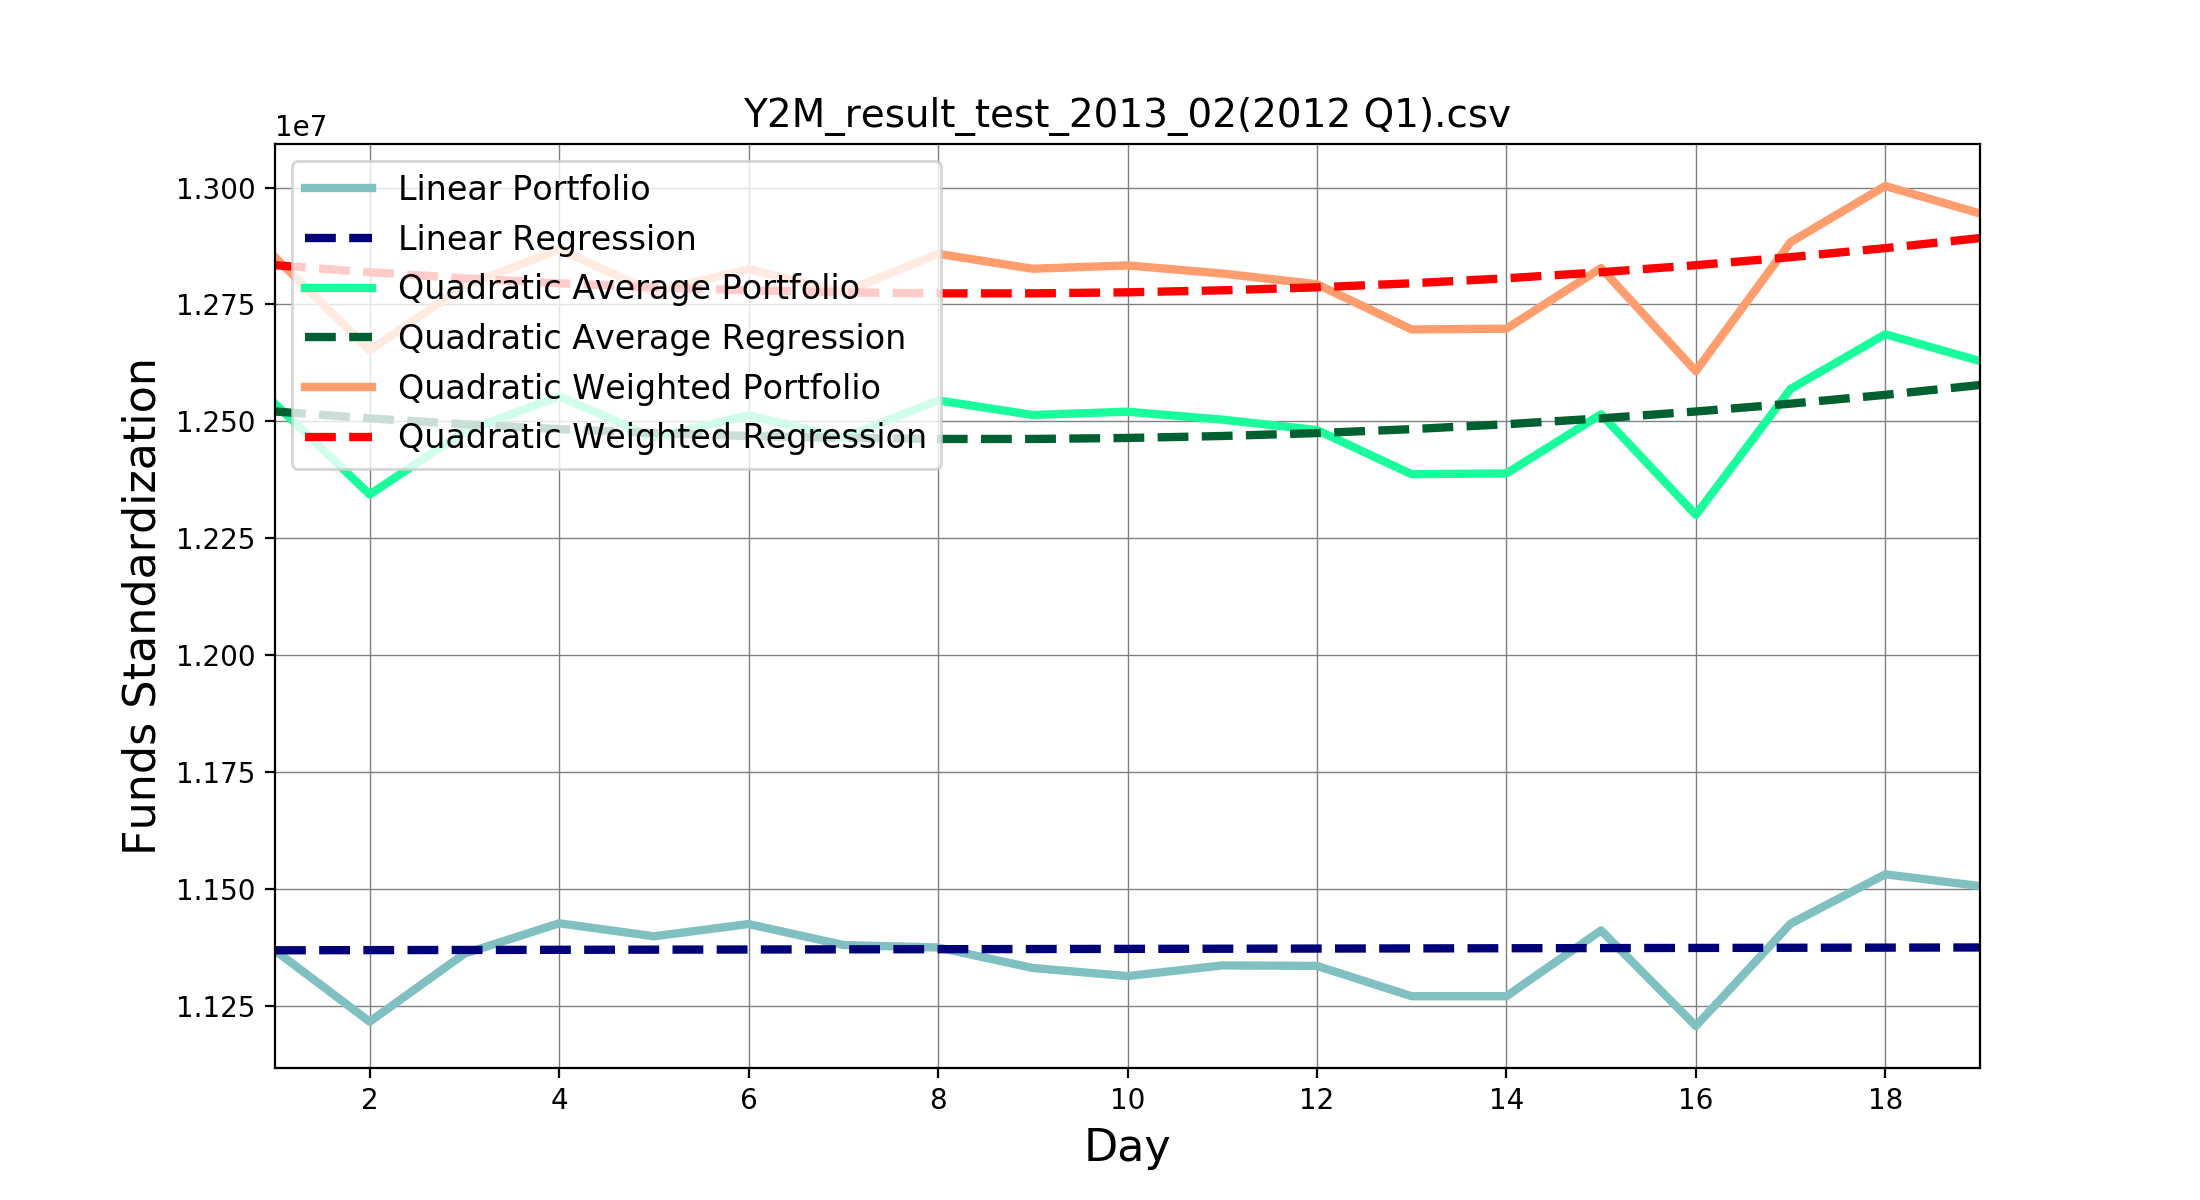 Y2M_result_test_2013_02(2012 Q1).csv
1e7
1.300
1.275
1.250
1.225
1.200
1.175
1.150
1.125
Funds Standardization
Linear Portfolio
Linear Regression
Quadratic Average Portfolio
Quadratic Average Regression
Quadratic Weighted Portfolio
Quadratic Weighted Regression
2 4 6 8 10 12 14 16 18
Day